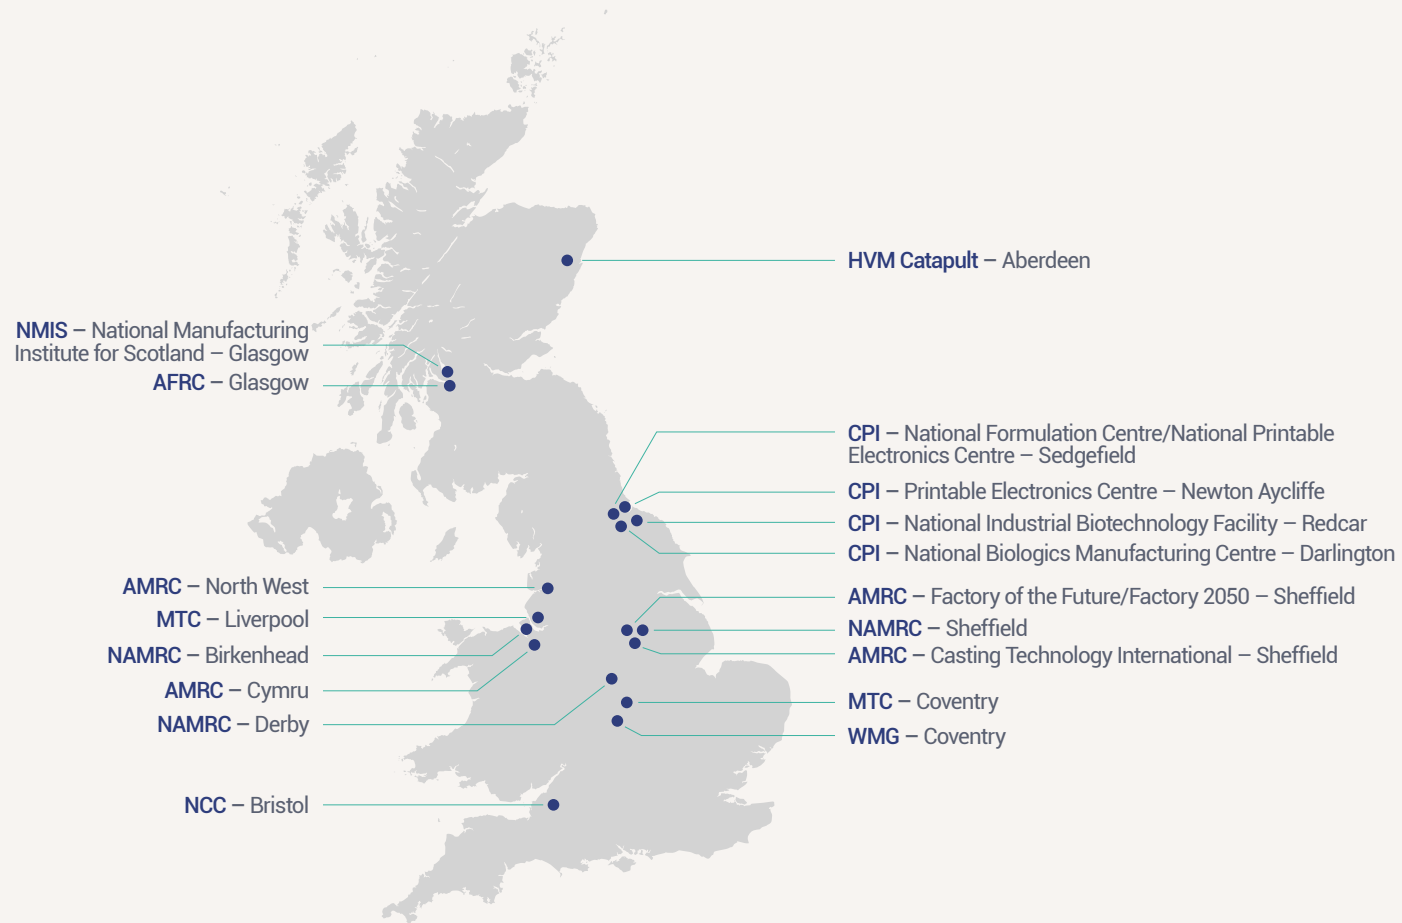 HVM Catapult – Aberdeen
NMIS – National Manufacturing
Institute for Scotland – Glasgow
AFRC – Glasgow
CPI – National Formulation Centre/National Printable
Electronics Centre – Sedgefield
CPI – Printable Electronics Centre – Newton Aycliffe
CPI – National Industrial Biotechnology Facility – Redcar
CPI – National Biologics Manufacturing Centre – Darlington
AMRC – North West
MTC – Liverpool
NAMRC – Birkenhead
AMRC – Cymru
NAMRC – Derby
NCC – Bristol
AMRC – Factory of the Future/Factory 2050 – Sheffield
NAMRC – Sheffield
AMRC – Casting Technology International – Sheffield
MTC – Coventry
WMG – Coventry